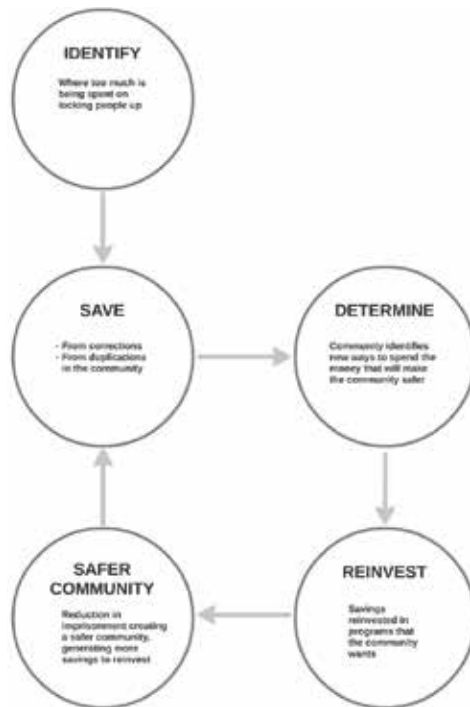 IDENTIFY
Where too much is
being spent on
locking people up
SAVE
- From corrections
- From duplications
in the community
DETERMINE
Community identifies
new ways to spend the
money that will make
the community safer
REINVEST
Savings
reinvested in
programs that
the community
wants
SAFER
COMMUNITY
Reduction in
imprisonment creating
a safer community,
generating more
savings to reinvest